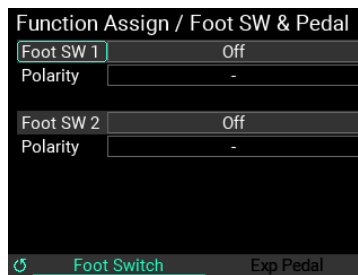 Function Assign / Foot SW & Pedal
Foot SW 1 Off
Polarity -
Foot SW 2 Off
Polarity -
Foot Switch Exp Pedal